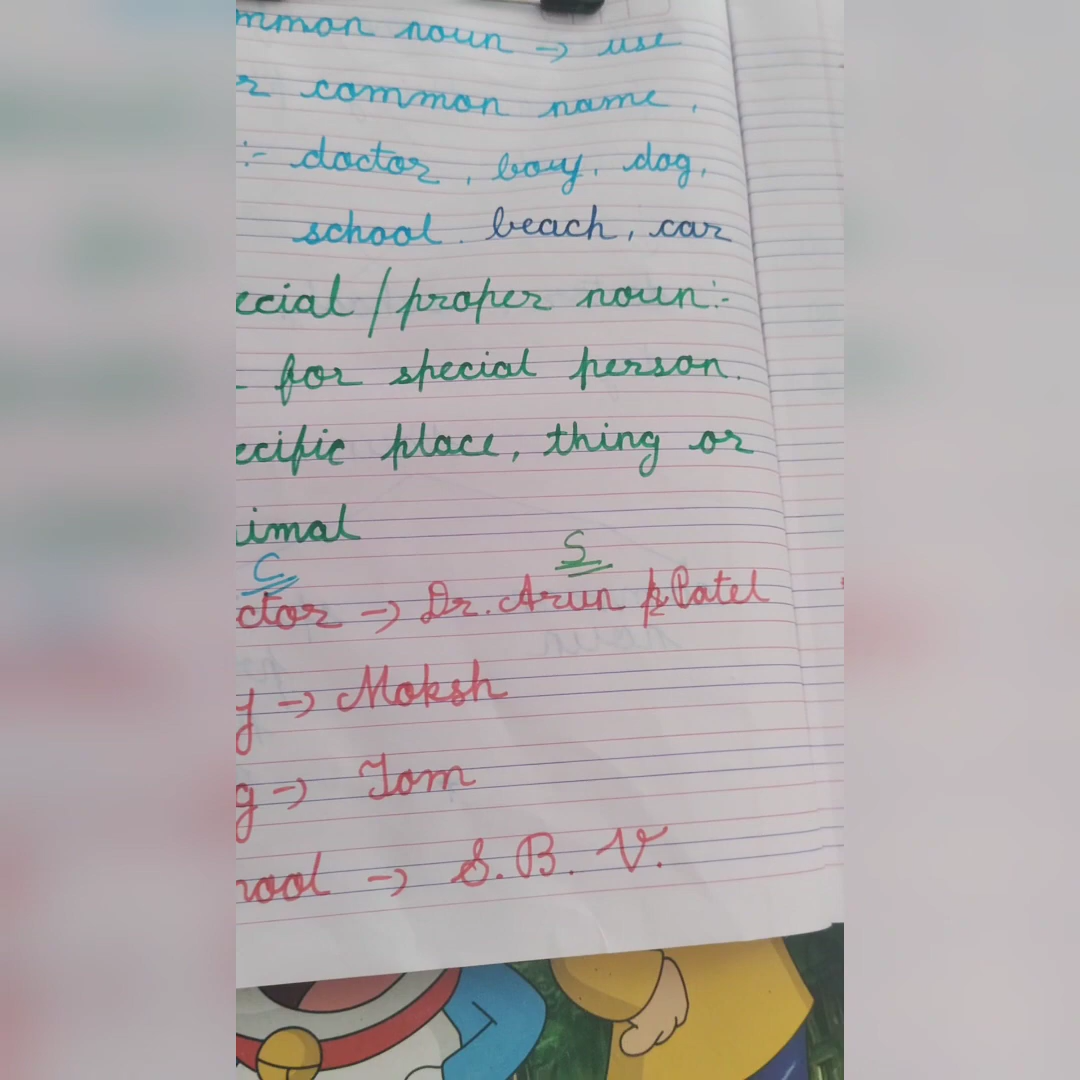 mmon noun → use
r common name,
:- doctor, boy, dog,
school. beach, car
ecial / proper noun:-
- for special person.
ecific place, thing or
imal
C S
ctor → Dr. Arun Patel
y → Moksh
g → Tom
hool → S. B. V.